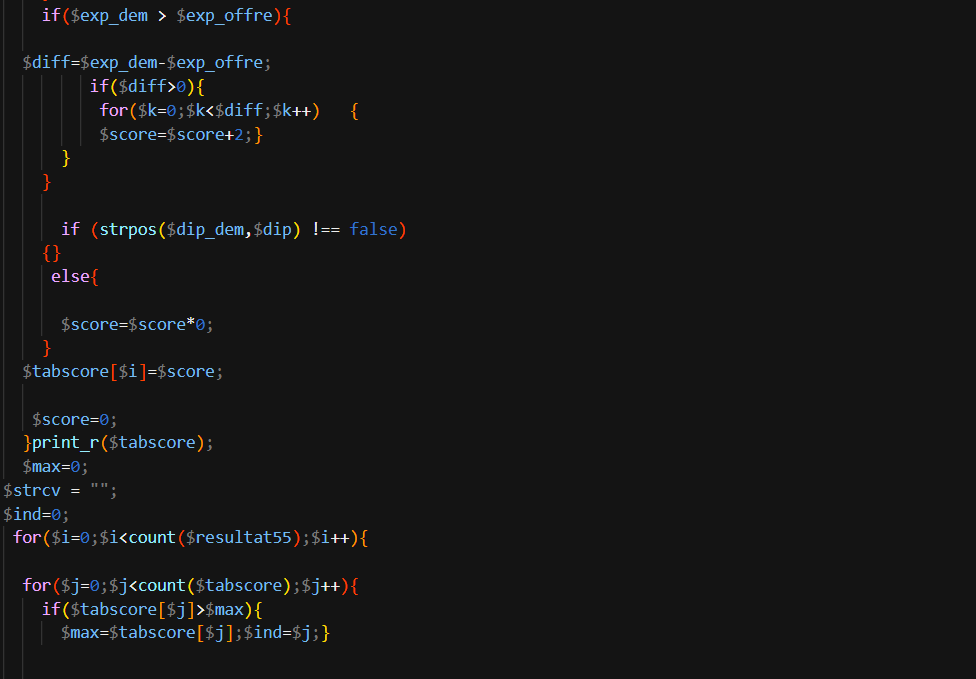 if($exp_dem > $exp_offre){
$diff=$exp_dem-$exp_offre;
if($diff>0){
for($k=0;$k<$diff;$k++)   {
$score=$score+2;}
}
}
if (strpos($dip_dem,$dip) !== false)
{}
else{
$score=$score*0;
}
$tabscore[$i]=$score;
$score=0;
}print_r($tabscore);
$max=0;
$strcv = "";
$ind=0;
for($i=0;$i<count($resultat55);$i++){
for($j=0;$j<count($tabscore);$j++){
if($tabscore[$j]>$max){
$max=$tabscore[$j];$ind=$j;}